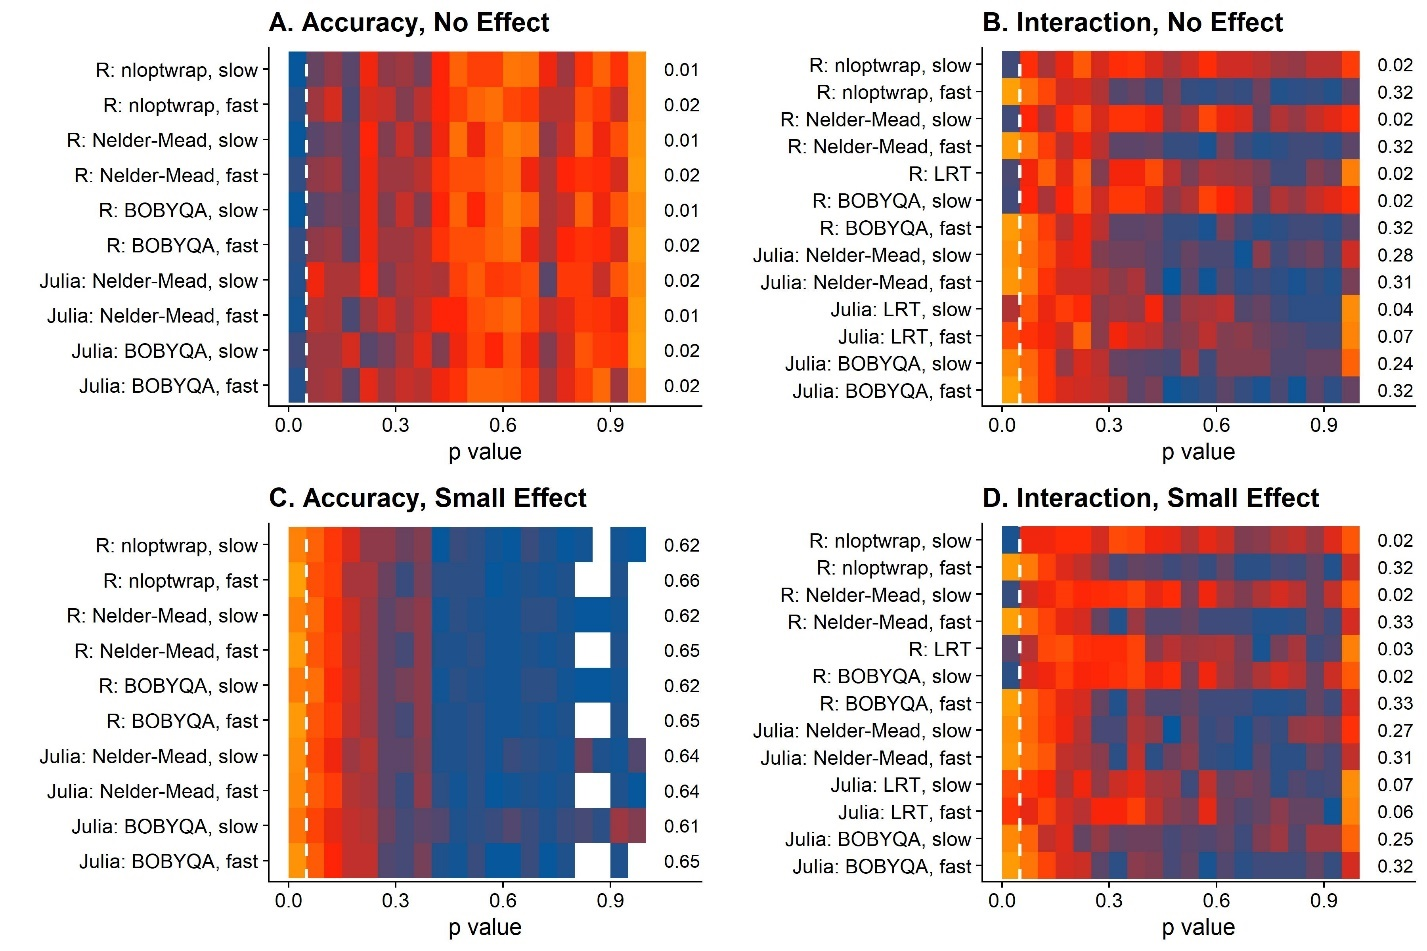 A. Accuracy, No Effect
R: nloptwrap, slow 0.01
R: nloptwrap, fast 0.02
R: Nelder-Mead, slow 0.01
R: Nelder-Mead, fast 0.02
R: BOBYQA, slow 0.01
R: BOBYQA, fast 0.02
Julia: Nelder-Mead, slow 0.02
Julia: Nelder-Mead, fast 0.01
Julia: BOBYQA, slow 0.02
Julia: BOBYQA, fast 0.02
0.0 0.3 0.6 0.9
p value
B. Interaction, No Effect
R: nloptwrap, slow 0.02
R: nloptwrap, fast 0.32
R: Nelder-Mead, slow 0.02
R: Nelder-Mead, fast 0.32
R: LRT 0.02
R: BOBYQA, slow 0.02
R: BOBYQA, fast 0.32
Julia: Nelder-Mead, slow 0.28
Julia: Nelder-Mead, fast 0.31
Julia: LRT, slow 0.04
Julia: LRT, fast 0.07
Julia: BOBYQA, slow 0.24
Julia: BOBYQA, fast 0.32
0.0 0.3 0.6 0.9
p value
C. Accuracy, Small Effect
R: nloptwrap, slow 0.62
R: nloptwrap, fast 0.66
R: Nelder-Mead, slow 0.62
R: Nelder-Mead, fast 0.65
R: BOBYQA, slow 0.62
R: BOBYQA, fast 0.65
Julia: Nelder-Mead, slow 0.64
Julia: Nelder-Mead, fast 0.64
Julia: BOBYQA, slow 0.61
Julia: BOBYQA, fast 0.65
0.0 0.3 0.6 0.9
p value
D. Interaction, Small Effect
R: nloptwrap, slow 0.02
R: nloptwrap, fast 0.32
R: Nelder-Mead, slow 0.02
R: Nelder-Mead, fast 0.33
R: LRT 0.03
R: BOBYQA, slow 0.02
R: BOBYQA, fast 0.33
Julia: Nelder-Mead, slow 0.27
Julia: Nelder-Mead, fast 0.31
Julia: LRT, slow 0.07
Julia: LRT, fast 0.06
Julia: BOBYQA, slow 0.25
Julia: BOBYQA, fast 0.32
0.0 0.3 0.6 0.9
p value